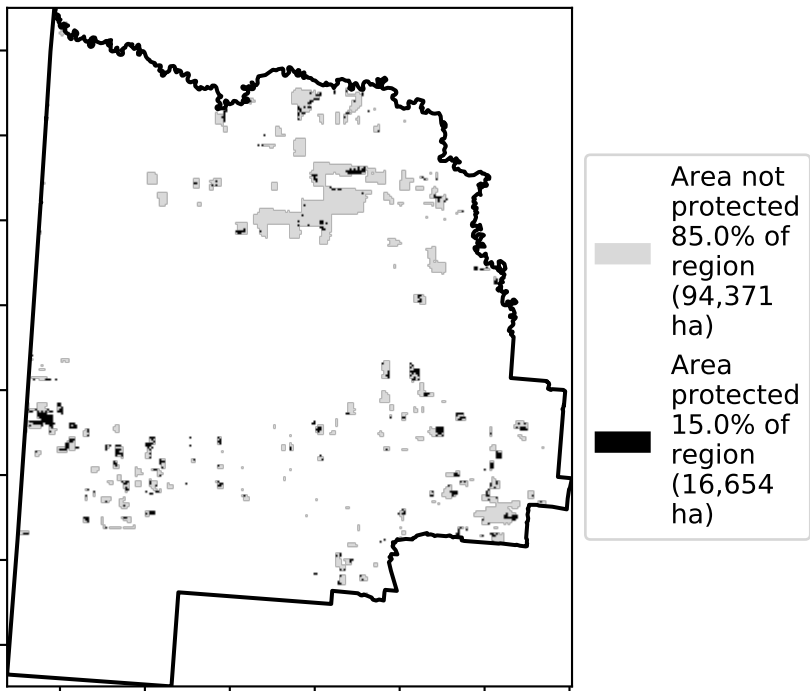 Area not
protected
85.0% of
region
(94,371
ha)
Area
protected
15.0% of
region
(16,654
ha)